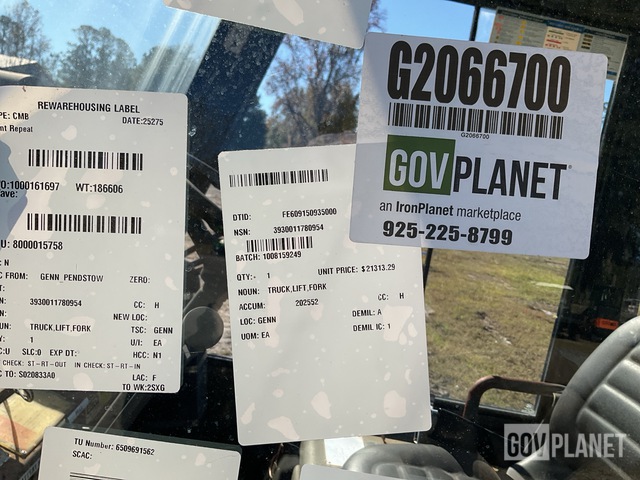 REWAREHOUSING LABEL
PE: CMB
DATE:25275
nt Repeat
O:1000161697 WT:186606
ave:
U: 8000015758
: N
C FROM: GENN_PENDSTOW ZERO:
N: 3930011780954 CC: H
NEW LOC:
UN: TRUCK,LIFT,FORK TSC: GENN
Y: 1 U/I: EA
C:U SLC:0 EXP DT: HCC: N1
CHECK: ST-RT-OUT IN CHECK: ST-RT-IN
C TO: S020833A0 LAC: F
TO WK:2SXG
DTID: FE609150935000
NSN: 3930011780954
BATCH: 1008159249
QTY: 1 UNIT PRICE: $21313.29
NOUN: TRUCK,LIFT,FORK
ACCUM: 202552 CC: H
LOC: GENN DEMIL: A
UOM: EA DEMIL IC: 1
G2066700
G2066700
GOVPLANET
an IronPlanet marketplace
925-225-8799
TU Number: 6509691562
SCAC:
GOVPLANET